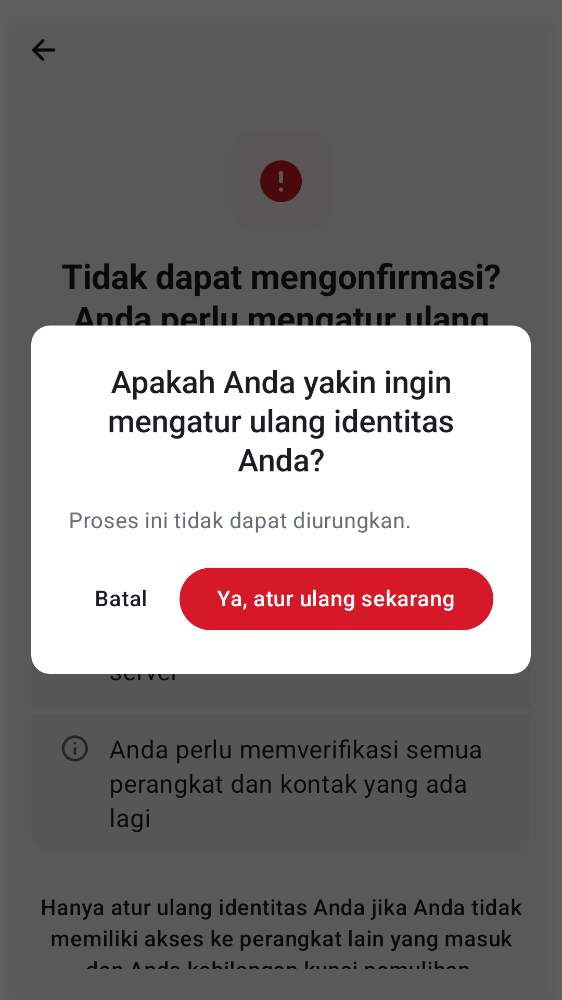 Tidak dapat mengonfirmasi?
Anda perlu mengatur ulang
Apakah Anda yakin ingin
mengatur ulang identitas
Anda?
Proses ini tidak dapat diurungkan.
Batal
Ya, atur ulang sekarang
server
Anda perlu memverifikasi semua
perangkat dan kontak yang ada
lagi
Hanya atur ulang identitas Anda jika Anda tidak
memiliki akses ke perangkat lain yang masuk
dan Anda kehilangan kunci pemulihan